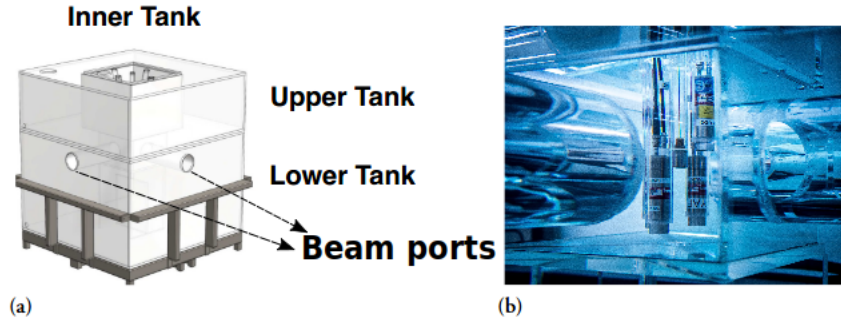 Inner Tank
Upper Tank
Lower Tank
Beam ports
(a)
(b)